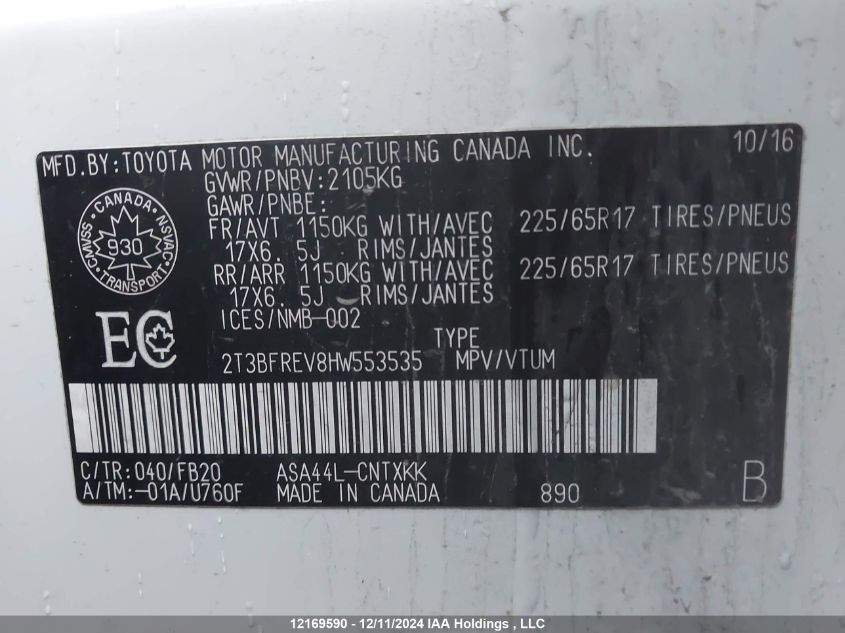 MFD.BY:TOYOTA MOTOR MANUFACTURING CANADA INC. 10/16
GVWR/PNBV:2105KG
GAWR/PNBE:
FR/AVT 1150KG WITH/AVEC 225/65R17 TIRES/PNEUS
17X6. 5J RIMS/JANTES
RR/ARR 1150KG WITH/AVEC 225/65R17 TIRES/PNEUS
17X6. 5J RIMS/JANTES
ICES/NMB-002
CANADA
CMVSS
NSVAC
930
TRANSPORT
EC
TYPE
2T3BFREV8HW553535 MPV/VTUM
C/TR:040/FB20 ASA44L-CNTXKK
A/TM:-01A/U760F MADE IN CANADA 890 B
12169590 - 12/11/2024 IAA Holdings , LLC